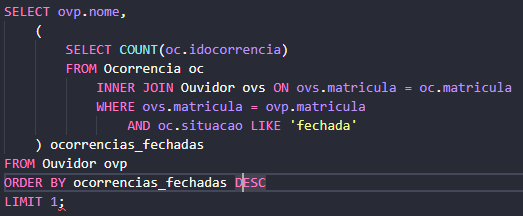 SELECT ovp.nome,
(
SELECT COUNT(oc.idocorrencia)
FROM Ocorrencia oc
INNER JOIN Ouvidor ovs ON ovs.matricula = oc.matricula
WHERE ovs.matricula = ovp.matricula
AND oc.situacao LIKE 'fechada'
) ocorrencias_fechadas
FROM Ouvidor ovp
ORDER BY ocorrencias_fechadas DESC
LIMIT 1;